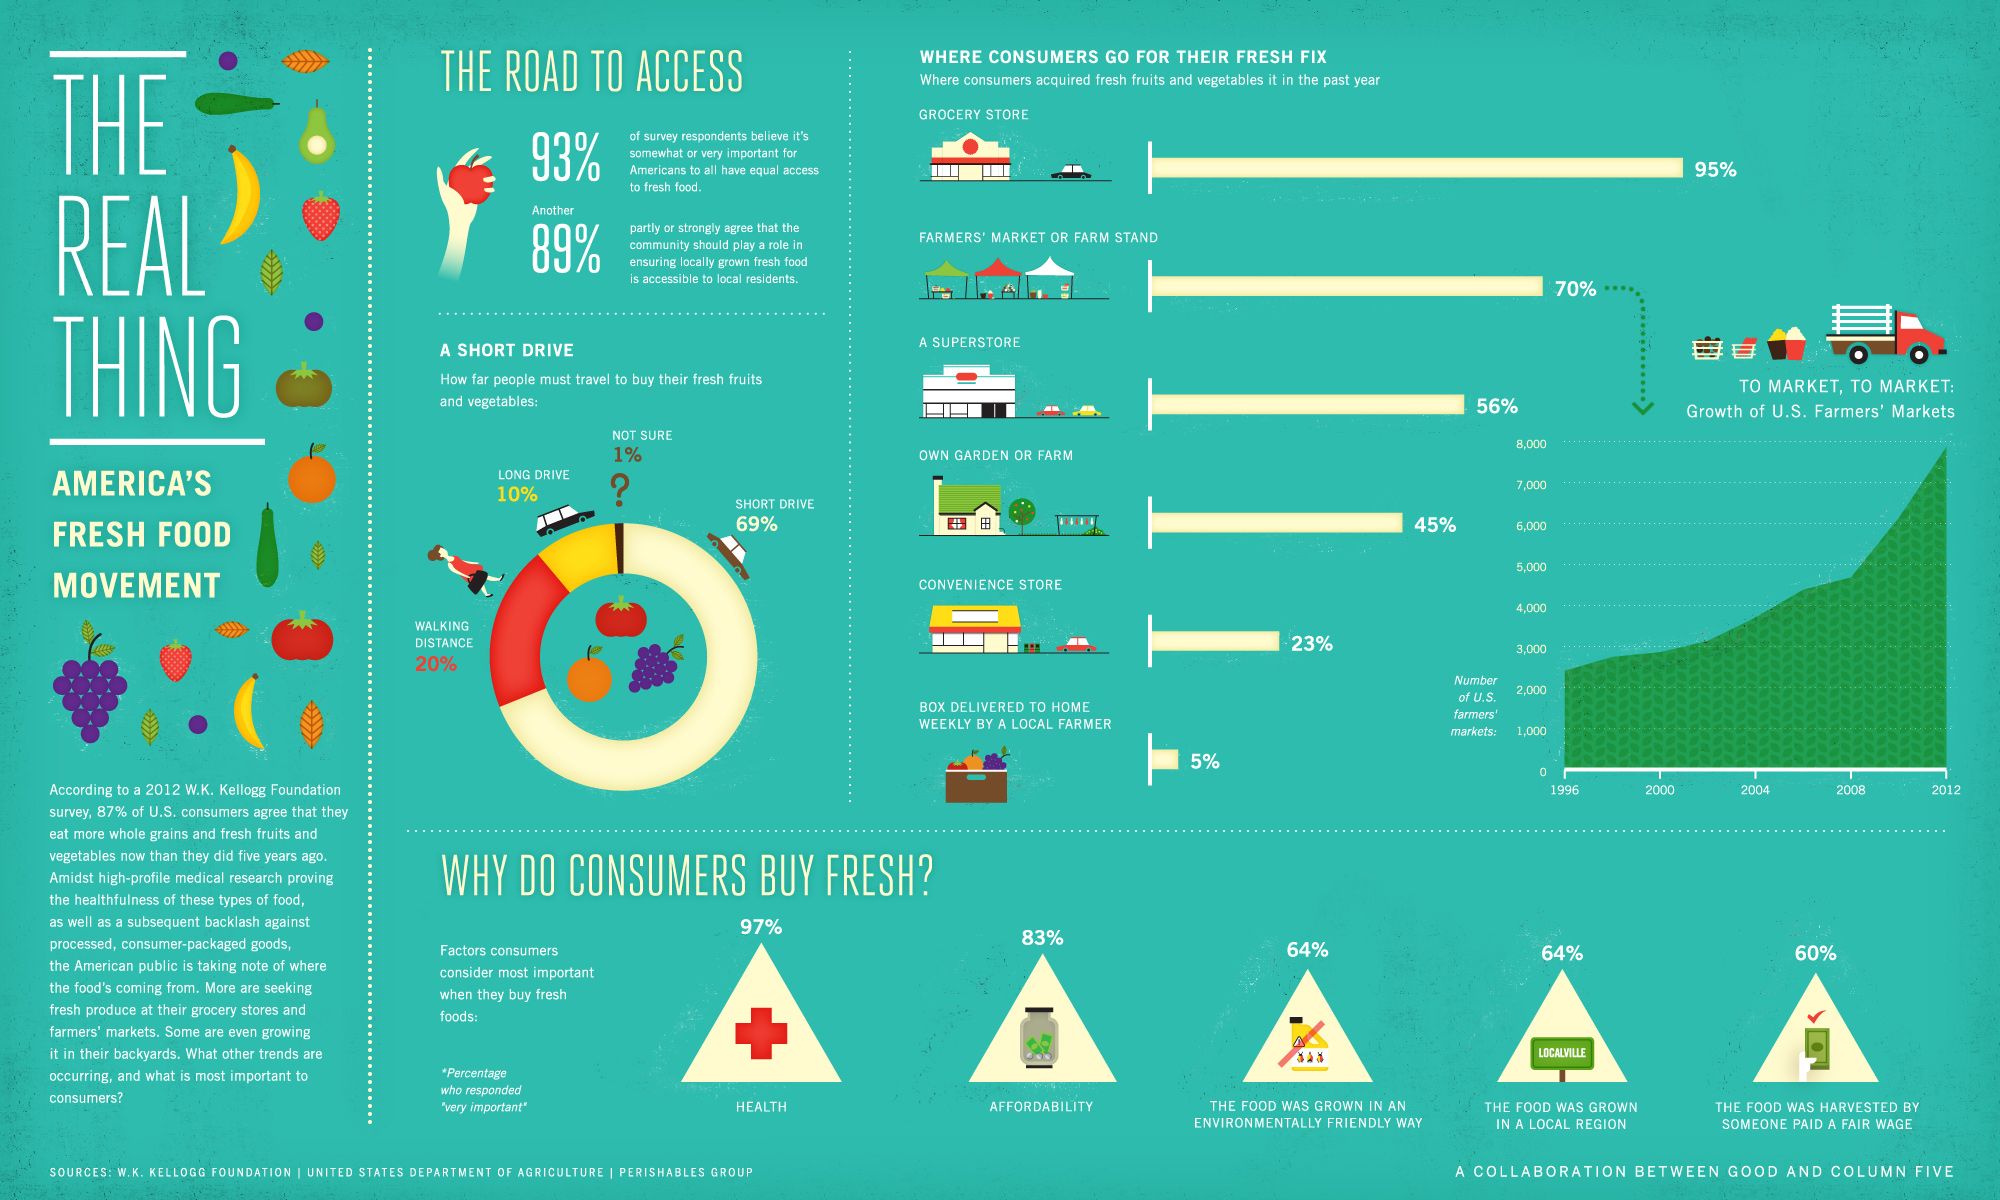 THE
REAL
THING
AMERICA'S
FRESH FOOD
MOVEMENT
According to a 2012 W.K. Kellogg Foundation
survey, 87% of U.S. consumers agree that they
eat more whole grains and fresh fruits and
vegetables now than they did five years ago.
Amidst high-profile medical research proving
the healthfulness of these types of food,
as well as a subsequent backlash against
processed, consumer-packaged goods,
the American public is taking note of where
the food's coming from. More are seeking
fresh produce at their grocery stores and
farmers' markets. Some are even growing
it in their backyards. What other trends are
occurring, and what is most important to
consumers?
THE ROAD TO ACCESS
93%
of survey respondents believe it's
somewhat or very important for
Americans to all have equal access
to fresh food.
Another
89%
partly or strongly agree that the
community should play a role in
ensuring locally grown fresh food
is accessible to local residents.
A SHORT DRIVE
How far people must travel to buy their fresh fruits
and vegetables:
NOT SURE
1%
?
LONG DRIVE
10%
SHORT DRIVE
69%
WALKING
DISTANCE
20%
WHERE CONSUMERS GO FOR THEIR FRESH FIX
Where consumers acquired fresh fruits and vegetables it in the past year
GROCERY STORE
95%
FARMERS' MARKET OR FARM STAND
70%
A SUPERSTORE
56%
OWN GARDEN OR FARM
45%
CONVENIENCE STORE
23%
BOX DELIVERED TO HOME
WEEKLY BY A LOCAL FARMER
5%
TO MARKET, TO MARKET:
Growth of U.S. Farmers' Markets
8,000
7,000
6,000
5,000
4,000
3,000
2,000
1,000
0
Number
of U.S.
farmers'
markets:
1996
2000
2004
2008
2012
WHY DO CONSUMERS BUY FRESH?
Factors consumers
consider most important
when they buy fresh
foods:
*Percentage
who responded
"very important"
97%
HEALTH
83%
AFFORDABILITY
64%
THE FOOD WAS GROWN IN AN
ENVIRONMENTALLY FRIENDLY WAY
64%
LOCALVILLE
THE FOOD WAS GROWN
IN A LOCAL REGION
60%
THE FOOD WAS HARVESTED BY
SOMEONE PAID A FAIR WAGE
SOURCES: W.K. KELLOGG FOUNDATION | UNITED STATES DEPARTMENT OF AGRICULTURE | PERISHABLES GROUP
A COLLABORATION BETWEEN GOOD AND COLUMN FIVE